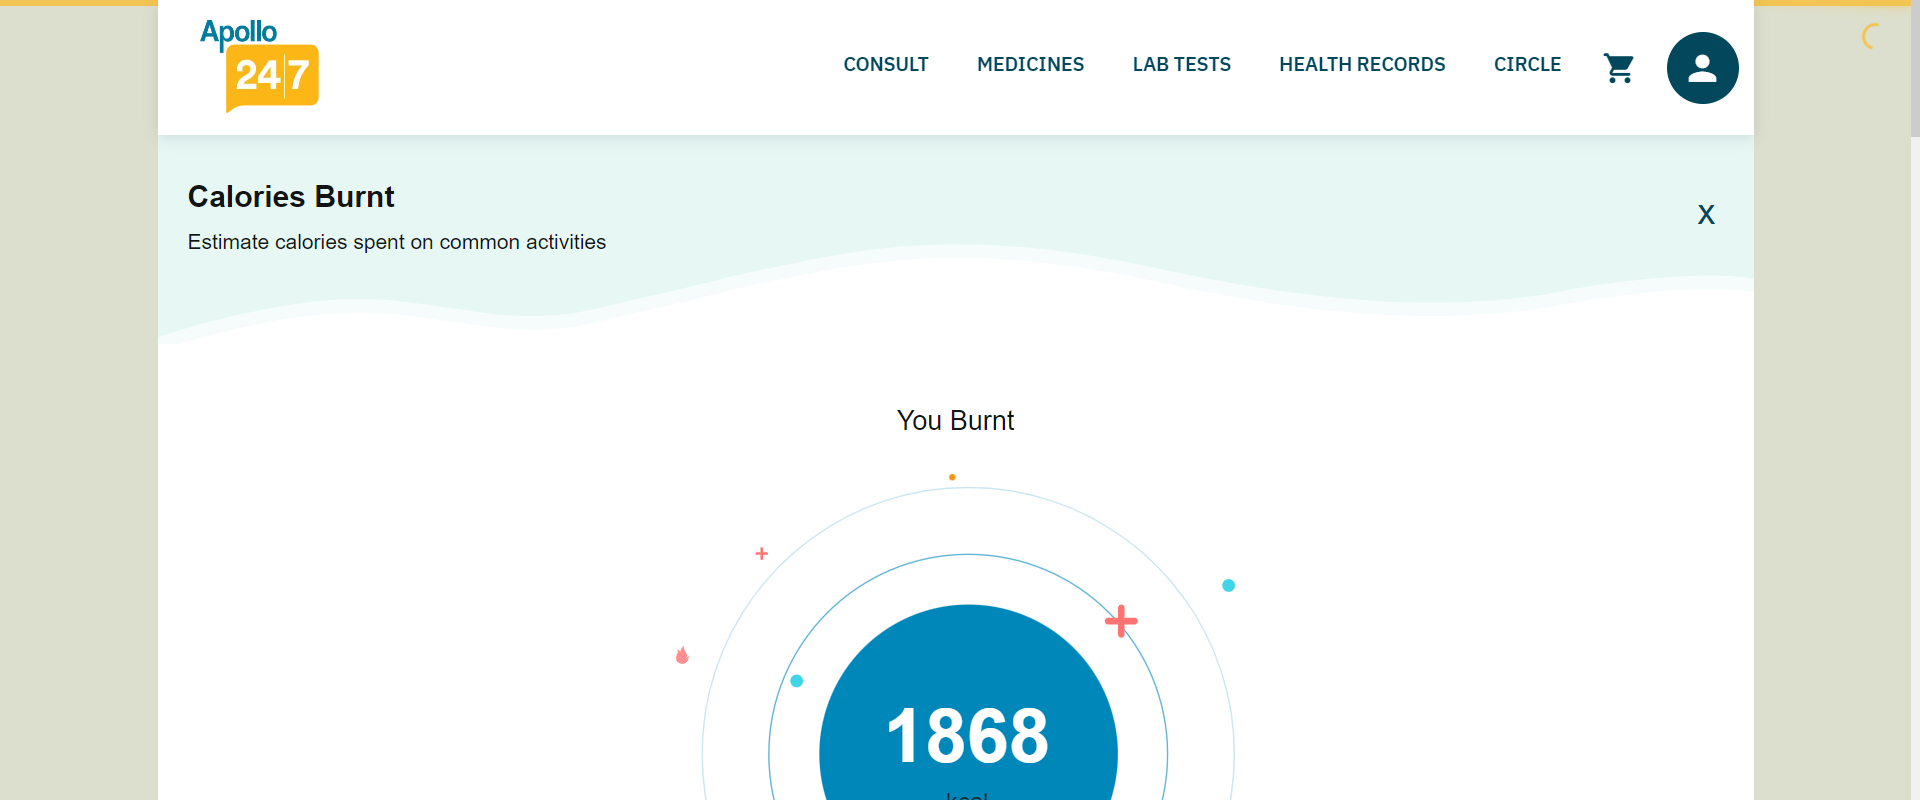 Apollo
24|7
CONSULT
MEDICINES
LAB TESTS
HEALTH RECORDS
CIRCLE
Calories Burnt
X
Estimate calories spent on common activities
You Burnt
1868
kcal